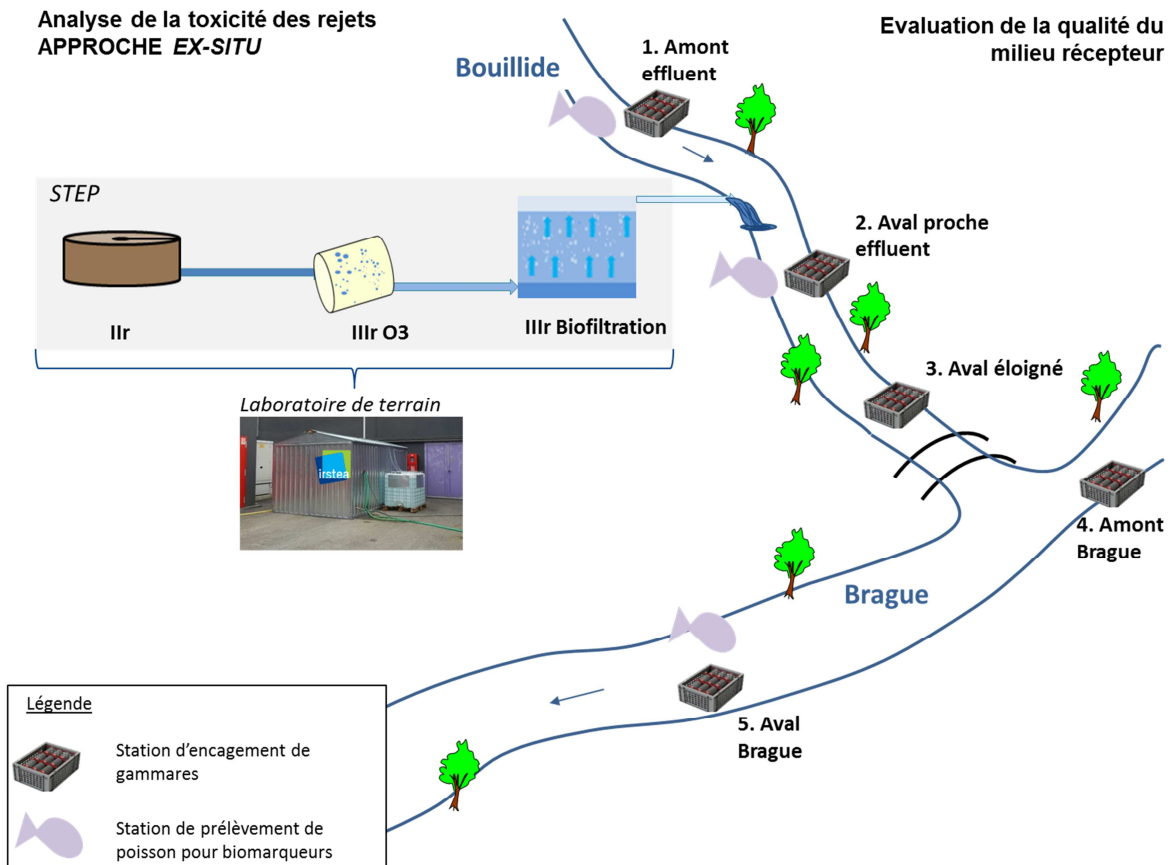 Analyse de la toxicité des rejets
APPROCHE EX-SITU
Evaluation de la qualité du
milieu récepteur
Bouillide
1. Amont
effluent
STEP
IIr
IIIr O3
IIIr Biofiltration
2. Aval proche
effluent
3. Aval éloigné
Laboratoire de terrain
irstea
4. Amont
Brague
Brague
5. Aval
Brague
Légende
Station d'encagement de
gammares
Station de prélèvement de
poisson pour biomarqueurs